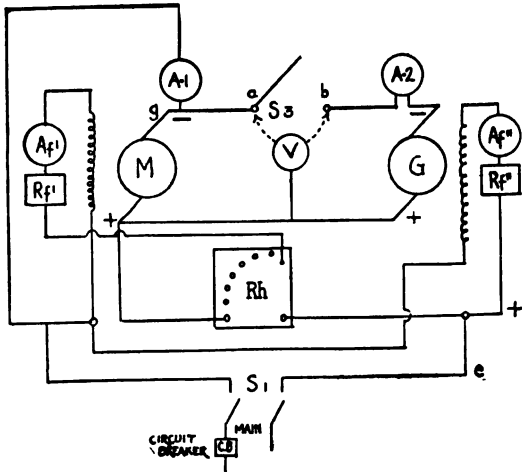 A·1
a
b
A·2
g
S3
−
−
Af'
V
Af"
M
G
Rf'
Rf"
+
+
Rh
+
S1
e
MAIN
CIRCUIT
BREAKER
CB